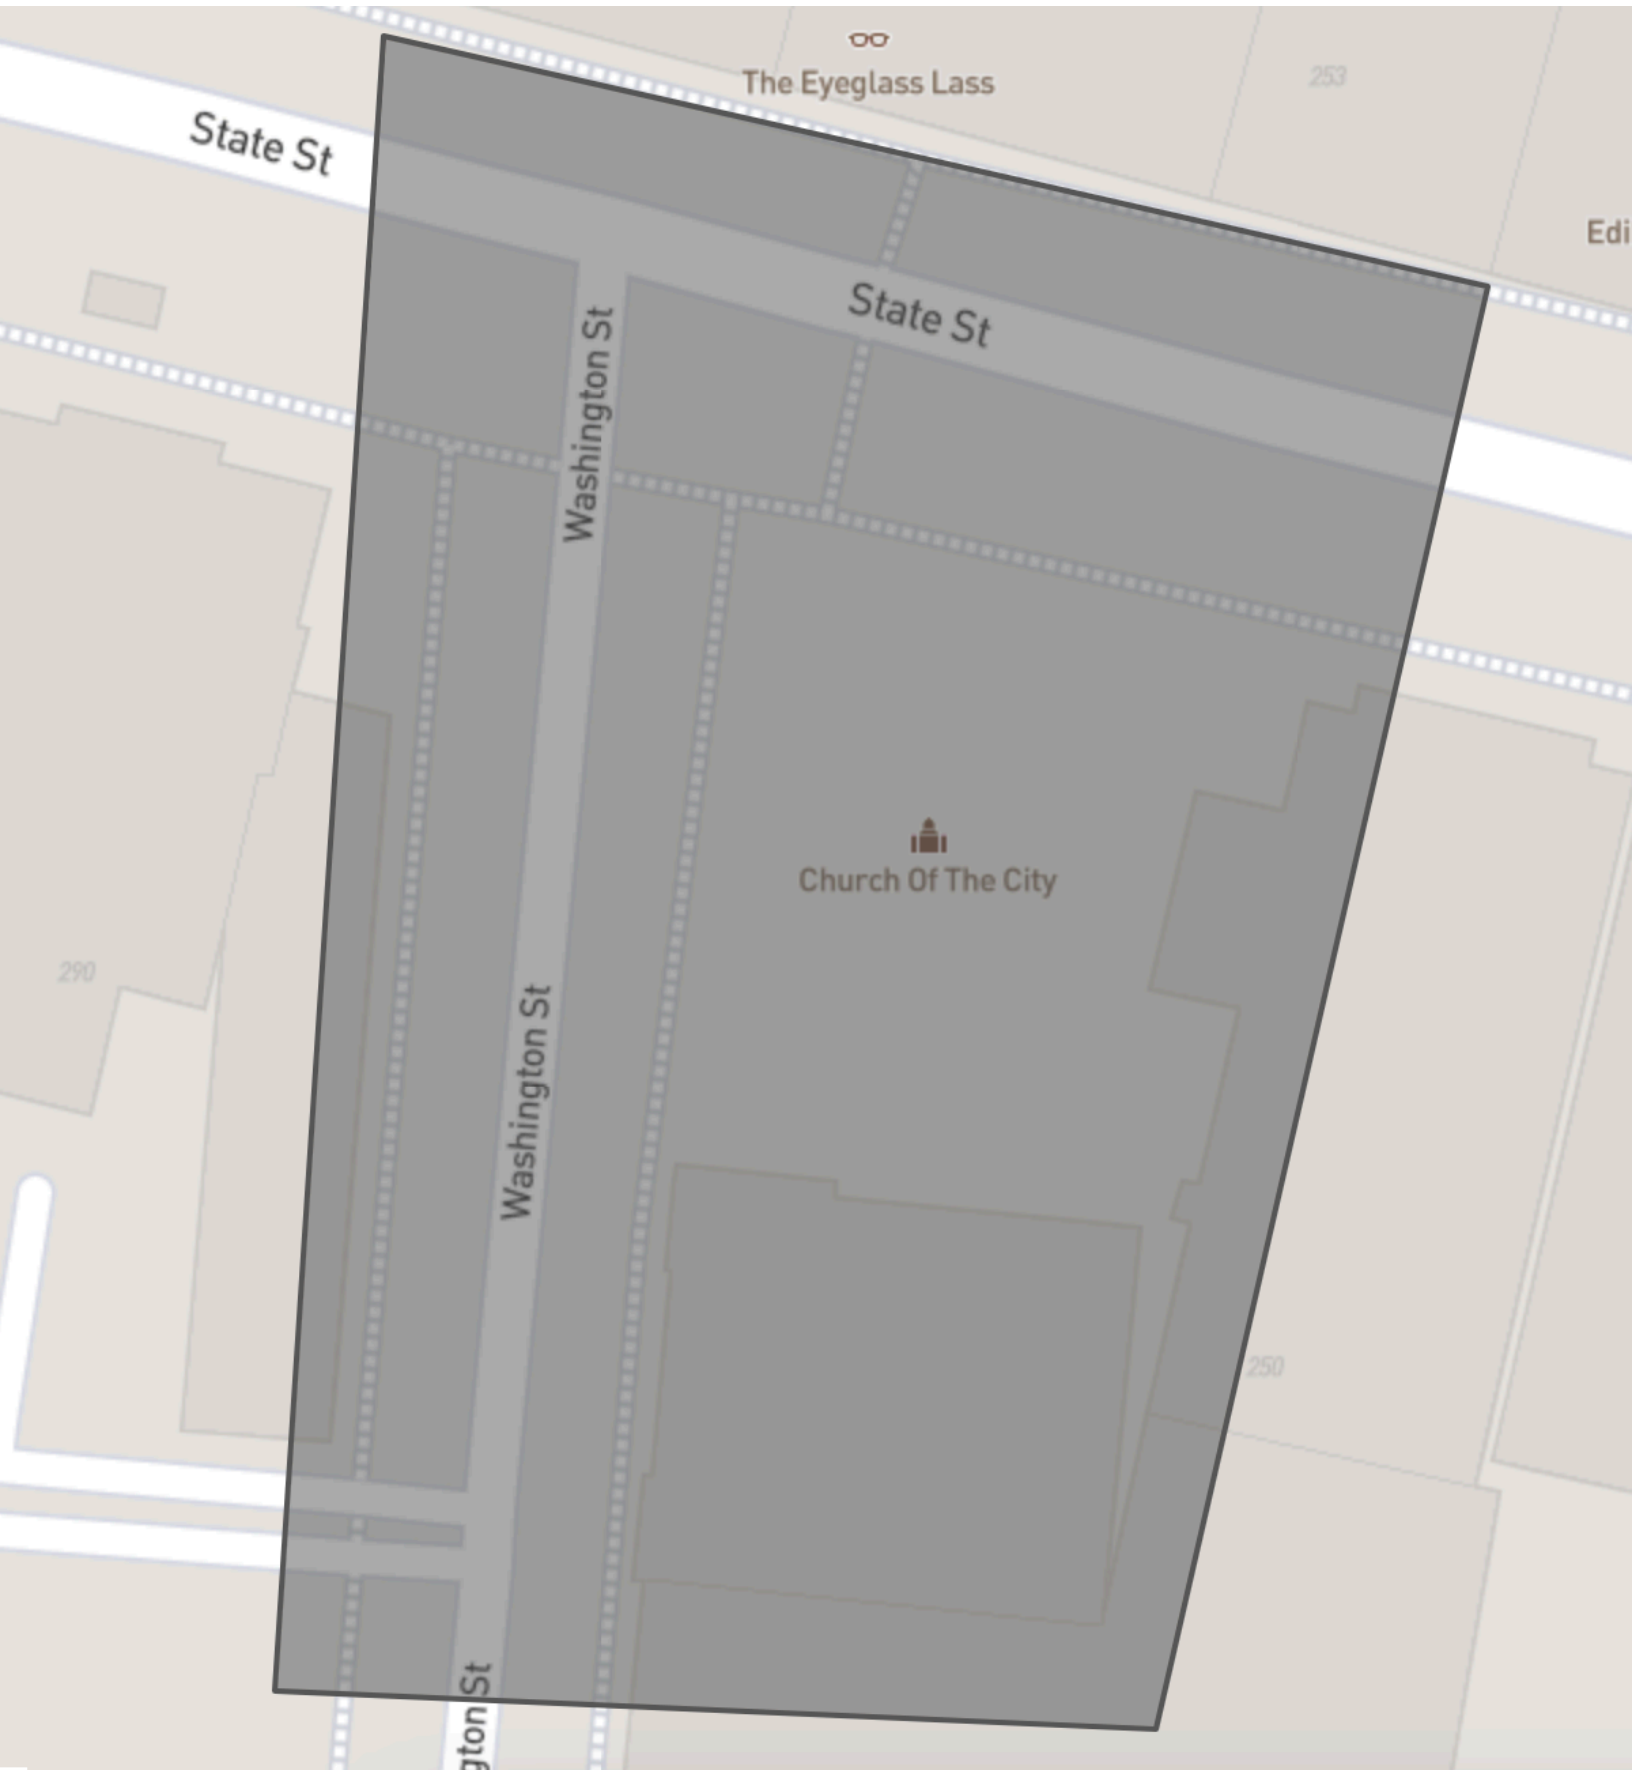 The Eyeglass Lass
253
State St
Edi
State St
Washington St
Church Of The City
290
Washington St
250
gton St